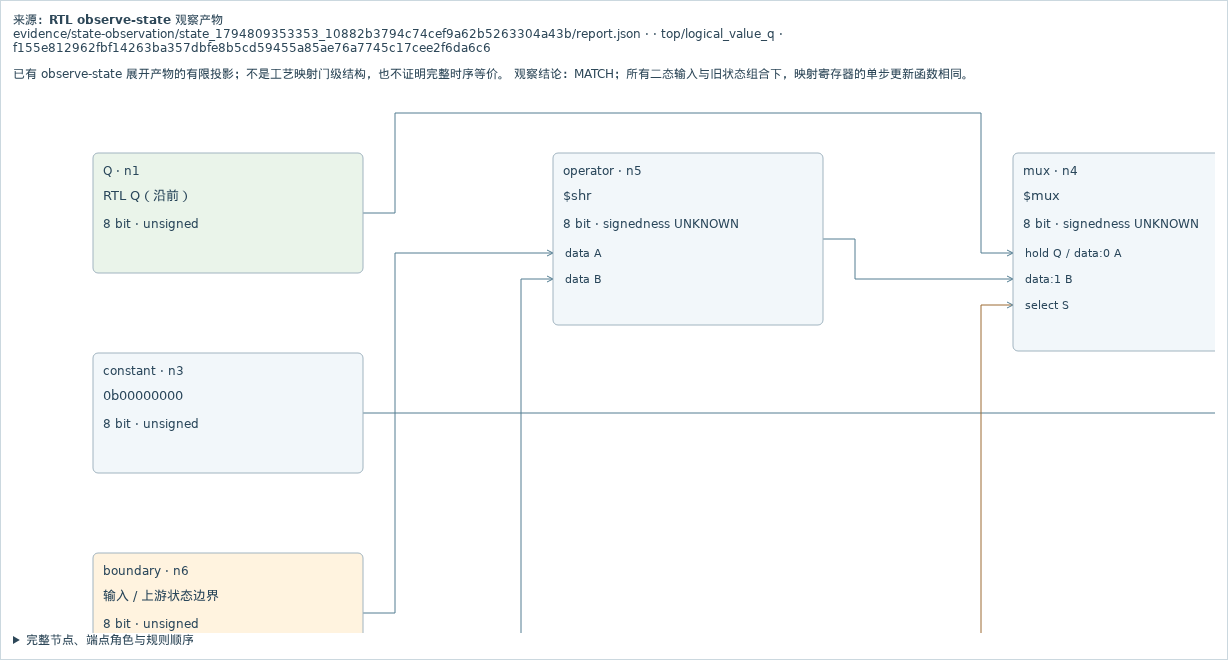 来源：RTL observe-state 观察产物
evidence/state-observation/state_1794809353353_10882b3794c74cef9a62b5263304a43b/report.json · · top/logical_value_q ·
f155e812962fbf14263ba357dbfe8b5cd59455a85ae76a7745c17cee2f6da6c6
已有 observe-state 展开产物的有限投影；不是工艺映射门级结构，也不证明完整时序等价。 观察结论：MATCH；所有二态输入与旧状态组合下，映射寄存器的单步更新函数相同。
Q · n1
RTL Q（沿前）
8 bit · unsigned
operator · n5
$shr
8 bit · signedness UNKNOWN
data A
data B
mux · n4
$mux
8 bit · signedness UNKNOWN
hold Q / data:0 A
data:1 B
select S
constant · n3
0b00000000
8 bit · unsigned
boundary · n6
输入 / 上游状态边界
8 bit · unsigned
▶ 完整节点、端点角色与规则顺序